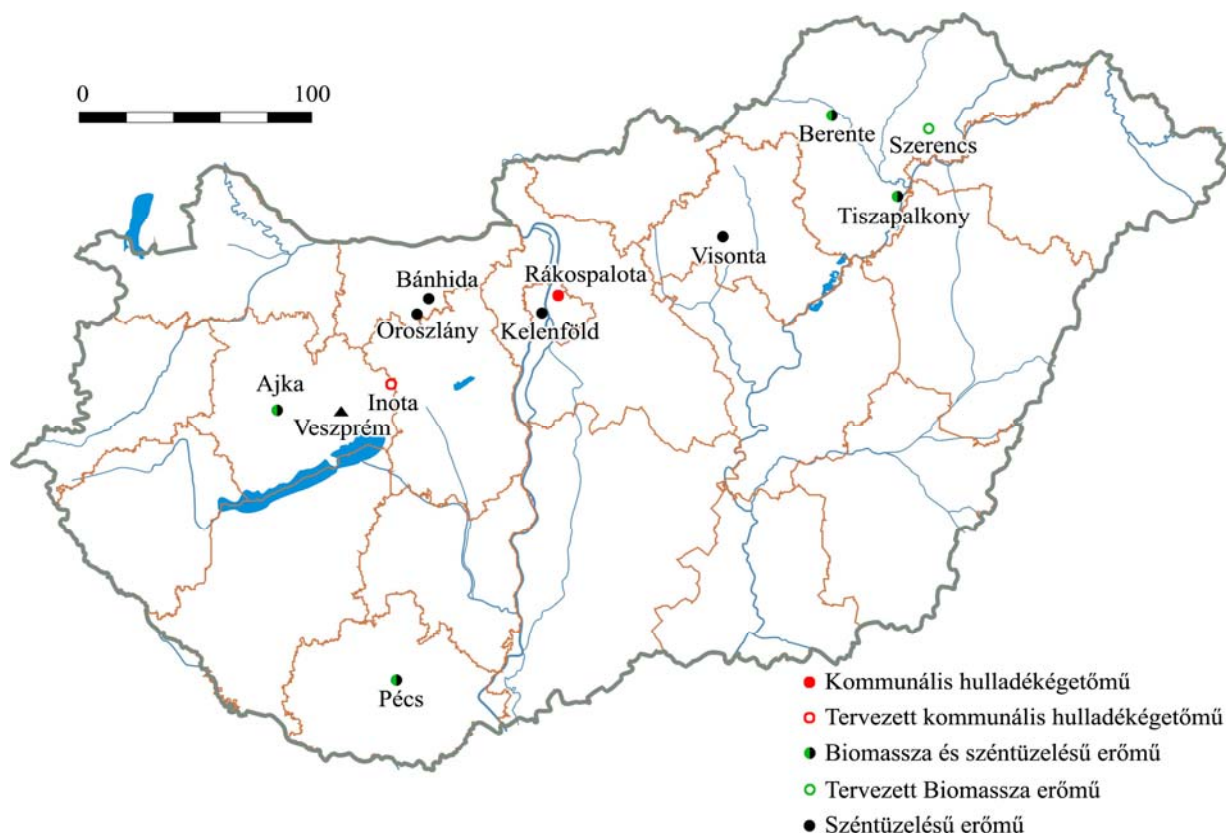 0 100
Berente
Szerencs
Tiszapalkony
Visonta
Rákospalota
Bánhida
Oroszlány
Kelenföld
Ajka
Inota
Veszprém
Pécs
Kommunális hulladékégetőmű
Tervezett kommunális hulladékégetőmű
Biomassza és széntüzelésű erőmű
Tervezett Biomassza erőmű
Széntüzelésű erőmű